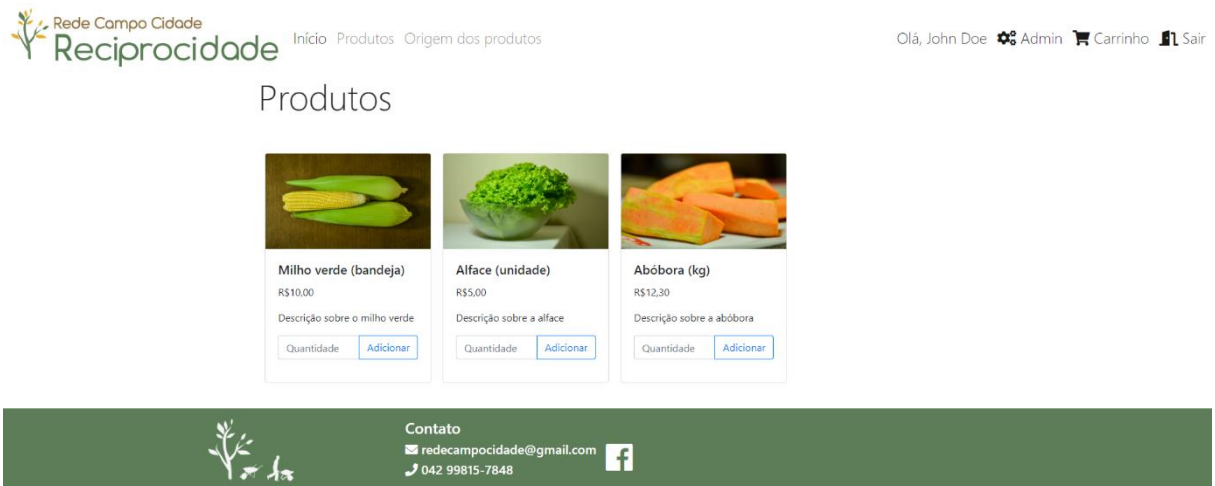 Rede Campo Cidade
Reciprocidade
Início Produtos Origem dos produtos
Olá, John Doe Admin Carrinho Sair
Produtos
Milho verde (bandeja)
R$10,00
Descrição sobre o milho verde
Quantidade Adicionar
Alface (unidade)
R$5,00
Descrição sobre a alface
Quantidade Adicionar
Abóbora (kg)
R$12,30
Descrição sobre a abóbora
Quantidade Adicionar
Contato
redecampocidade@gmail.com
042 99815-7848